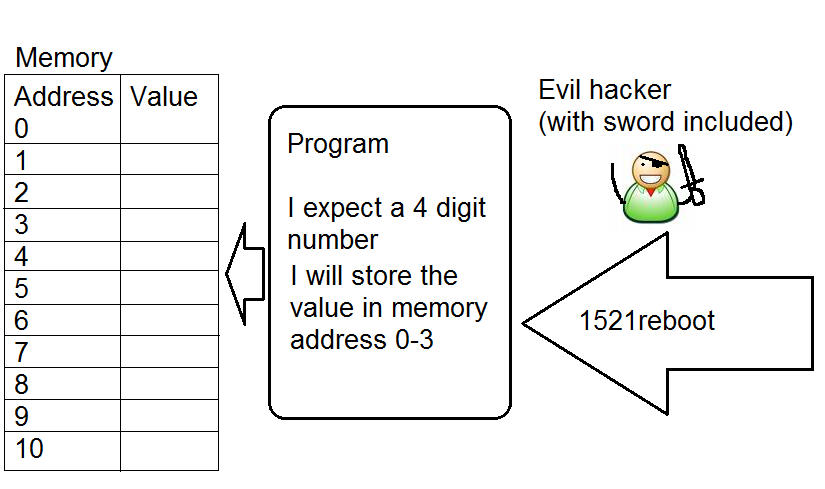 Memory
Address Value
0
1
2
3
4
5
6
7
8
9
10
Program
I expect a 4 digit
number
I will store the
value in memory
address 0-3
Evil hacker
(with sword included)
1521reboot